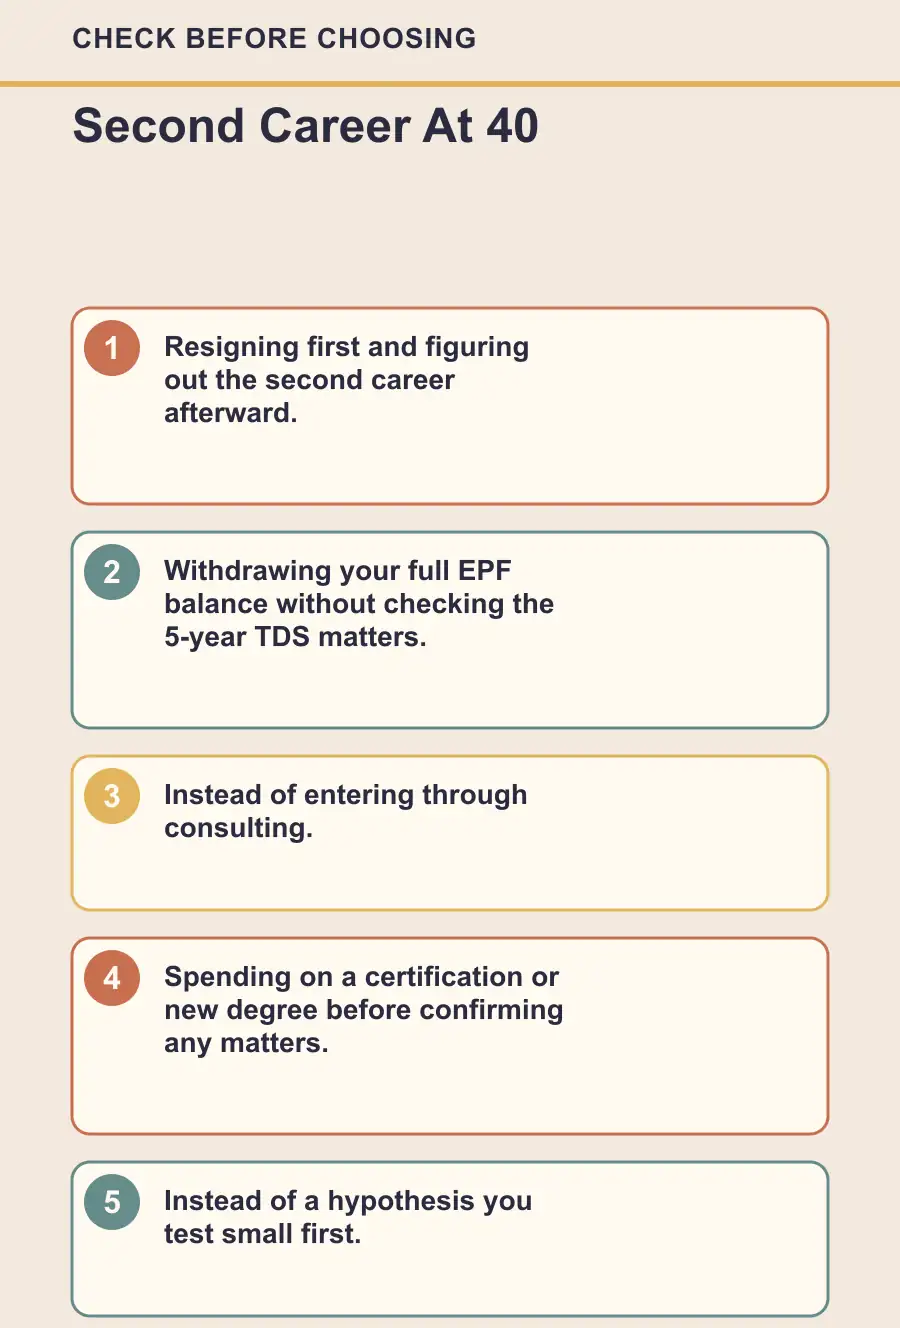 CHECK BEFORE CHOOSING
Second Career At 40
1
Resigning first and figuring
out the second career
afterward.
2
Withdrawing your full EPF
balance without checking the
5-year TDS matters.
3
Instead of entering through
consulting.
4
Spending on a certification or
new degree before confirming
any matters.
5
Instead of a hypothesis you
test small first.